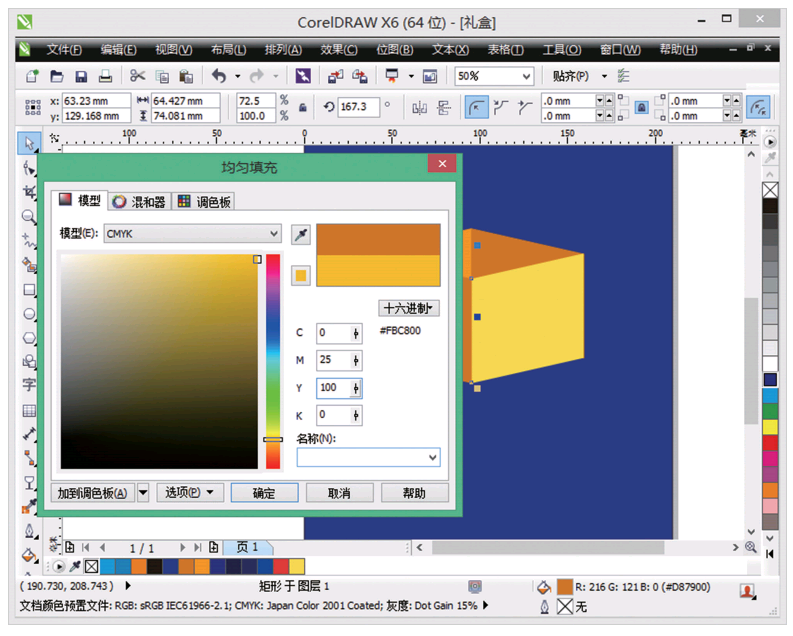 CorelDRAW X6 (64 位) - [礼盒]
文件(F) 编辑(E) 视图(V) 布局(L) 排列(A) 效果(C) 位图(B) 文本(X) 表格(T) 工具(O) 窗口(W) 帮助(H)
50% 贴齐(P)
x: 63.23 mm 64.427 mm 72.5 % 167.3 ° .0 mm .0 mm
y: 129.168 mm 74.081 mm 100.0 % .0 mm .0 mm
100 50 0 50 100 150 200 毫米
均匀填充
模型 混和器 调色板
模型(E): CMYK
十六进制
#FBC800
C 0
M 25
Y 100
K 0
名称(N):
加到调色板(A) 选项(P) 确定 取消 帮助
字
1 / 1 页 1
( 190.730, 208.743 ) 矩形 于 图层 1 R: 216 G: 121 B: 0 (#D87900)
文档颜色预置文件: RGB: sRGB IEC61966-2.1; CMYK: Japan Color 2001 Coated; 灰度: Dot Gain 15% 无